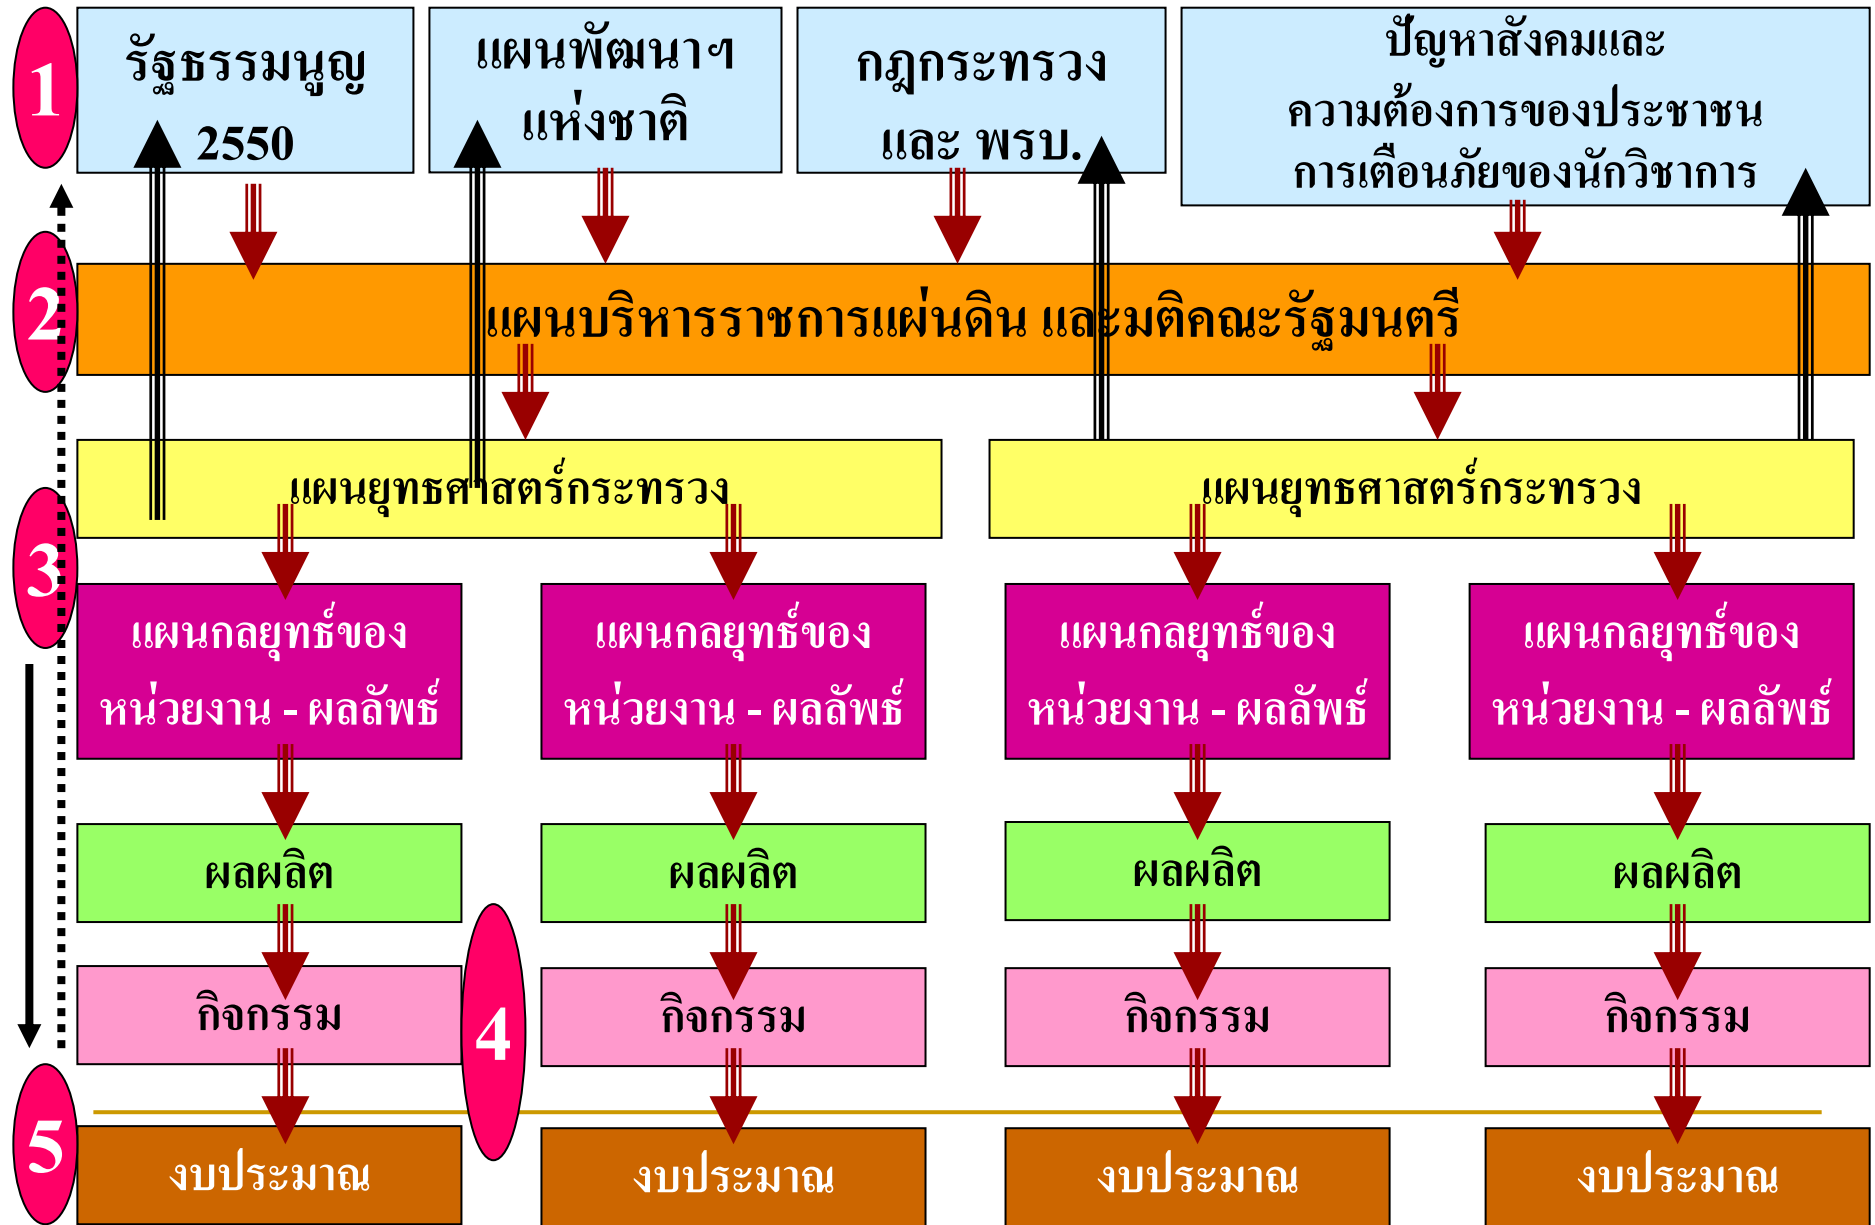 1
รัฐธรรมนูญ
2550
แผนพัฒนาฯ
แห่งชาติ
กฎกระทรวง
และ พรบ.
ปัญหาสังคมและ
ความต้องการของประชาชน
การเตือนภัยของนักวิชาการ
2
แผนบริหารราชการแผ่นดิน และมติคณะรัฐมนตรี
แผนยุทธศาสตร์กระทรวง
แผนยุทธศาสตร์กระทรวง
3
แผนกลยุทธ์ของ
หน่วยงาน - ผลลัพธ์
แผนกลยุทธ์ของ
หน่วยงาน - ผลลัพธ์
แผนกลยุทธ์ของ
หน่วยงาน - ผลลัพธ์
แผนกลยุทธ์ของ
หน่วยงาน - ผลลัพธ์
ผลผลิต
ผลผลิต
ผลผลิต
ผลผลิต
กิจกรรม
4
กิจกรรม
กิจกรรม
กิจกรรม
5
งบประมาณ
งบประมาณ
งบประมาณ
งบประมาณ